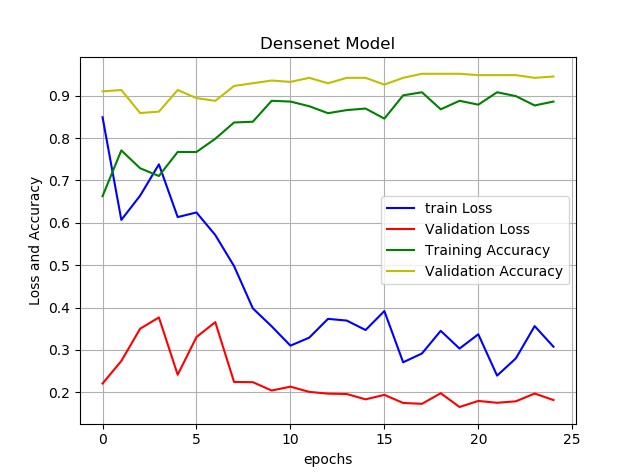 Densenet Model
Loss and Accuracy
0.9
0.8
0.7
0.6
0.5
0.4
0.3
0.2
train Loss
Validation Loss
Training Accuracy
Validation Accuracy
0 5 10 15 20 25
epochs